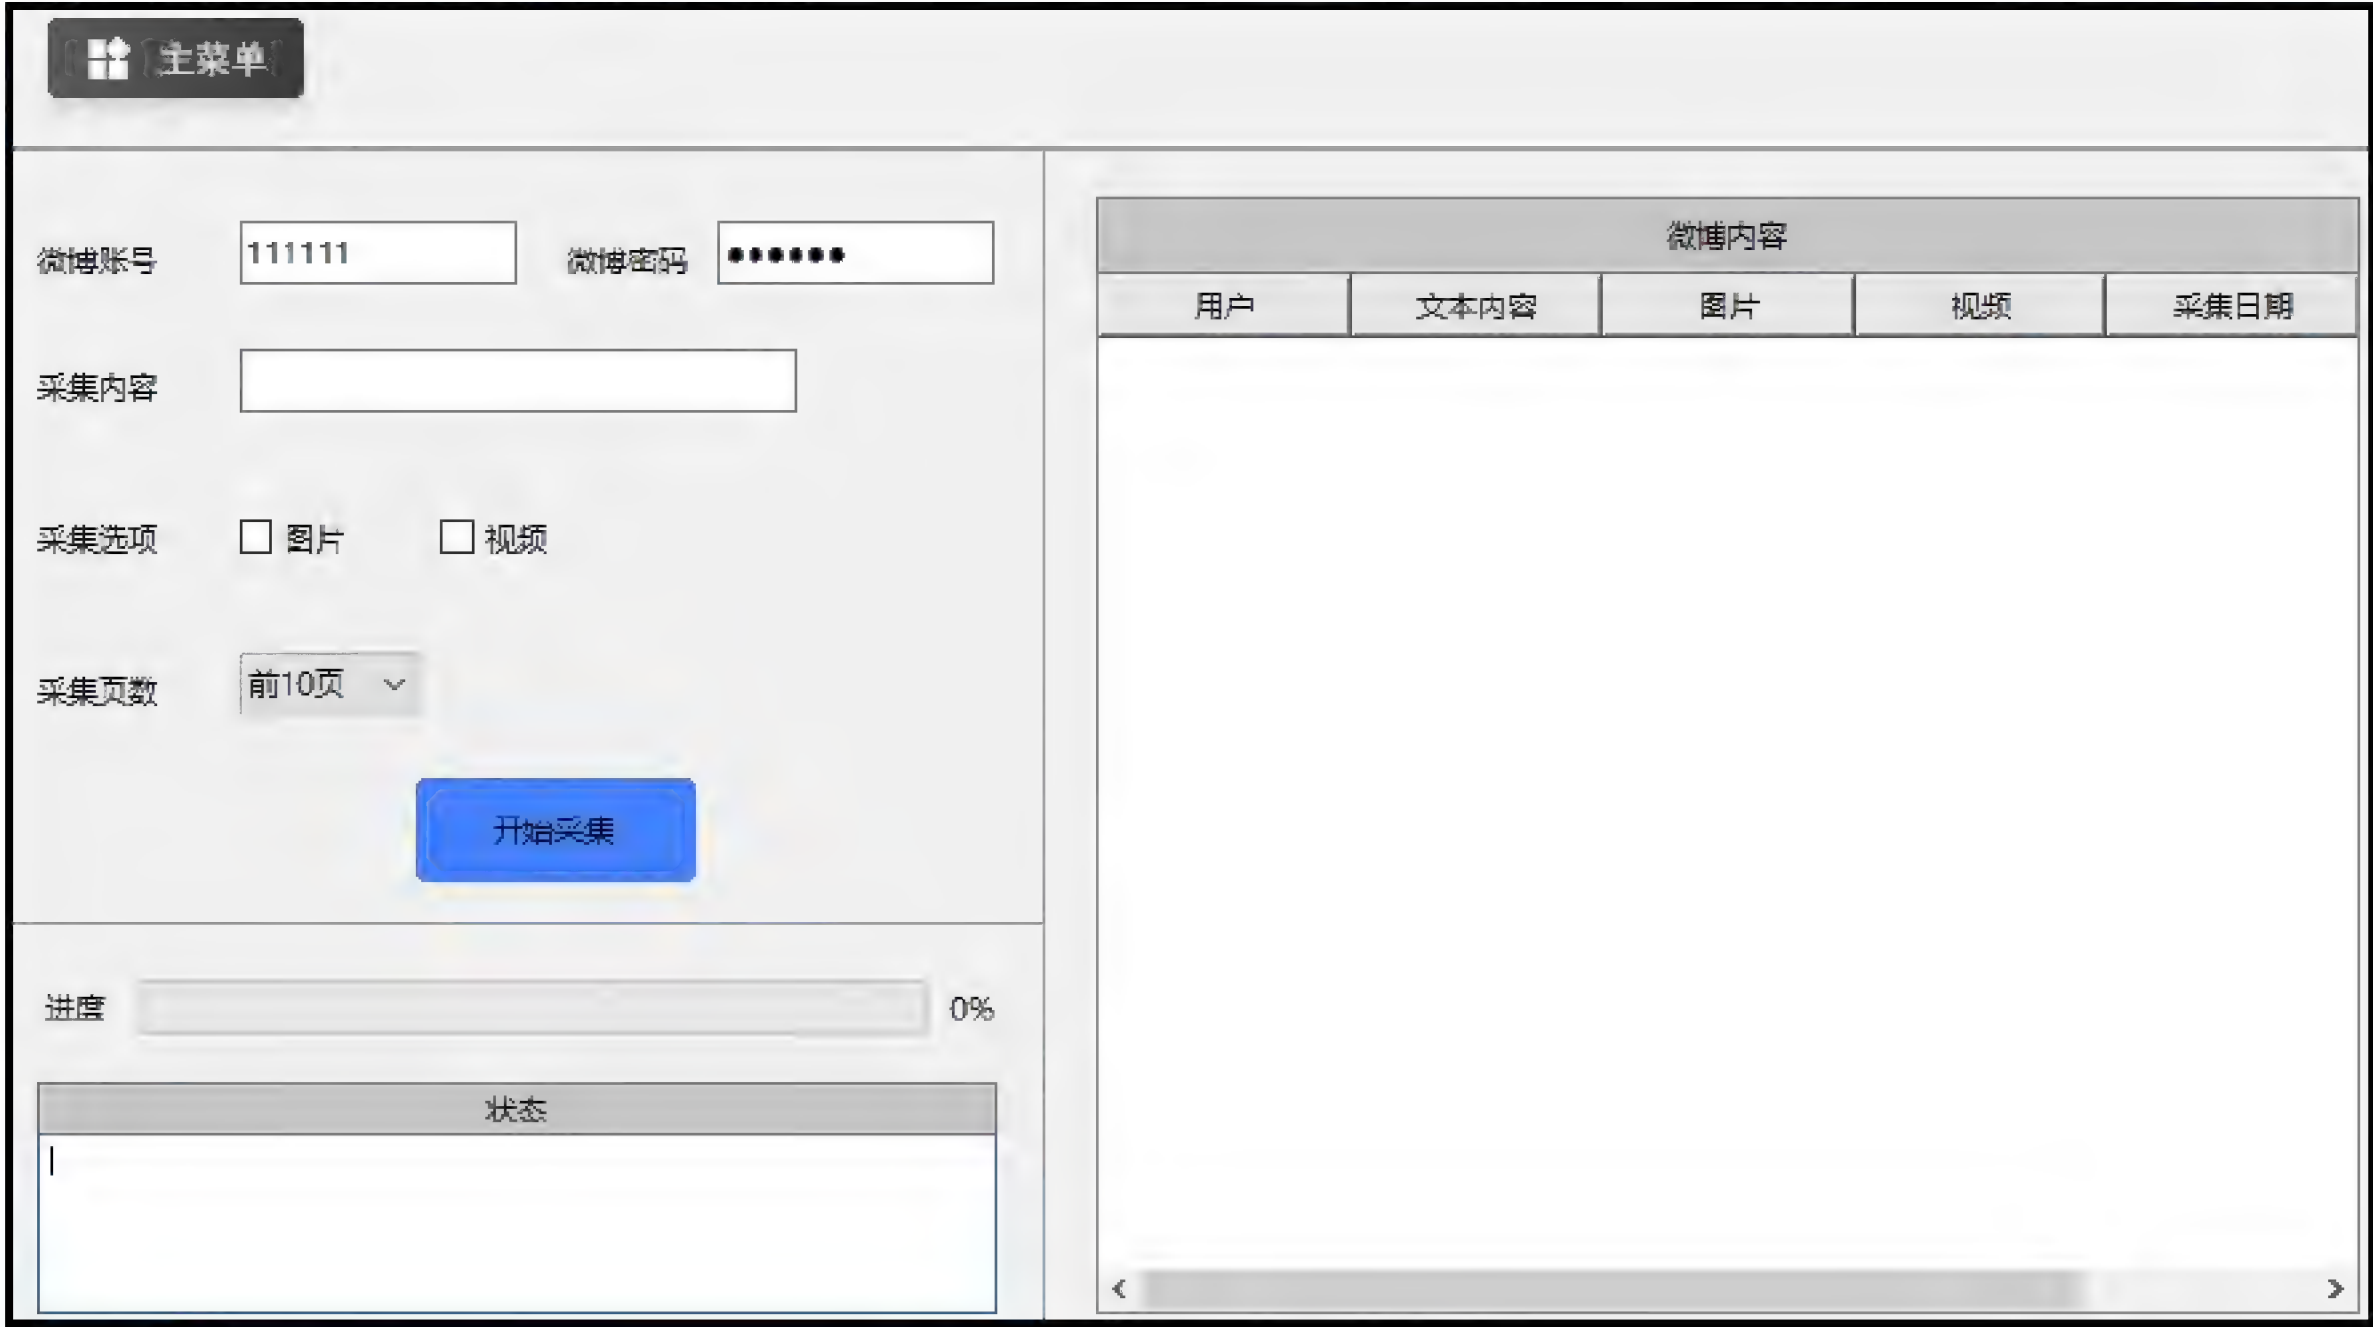 主菜单
微博账号 111111 微博密码 ●●●●●●
采集内容
采集选项 图片 视频
采集页数 前10页
开始采集
进度 0%
状态
微博内容
用户 文本内容 图片 视频 采集日期